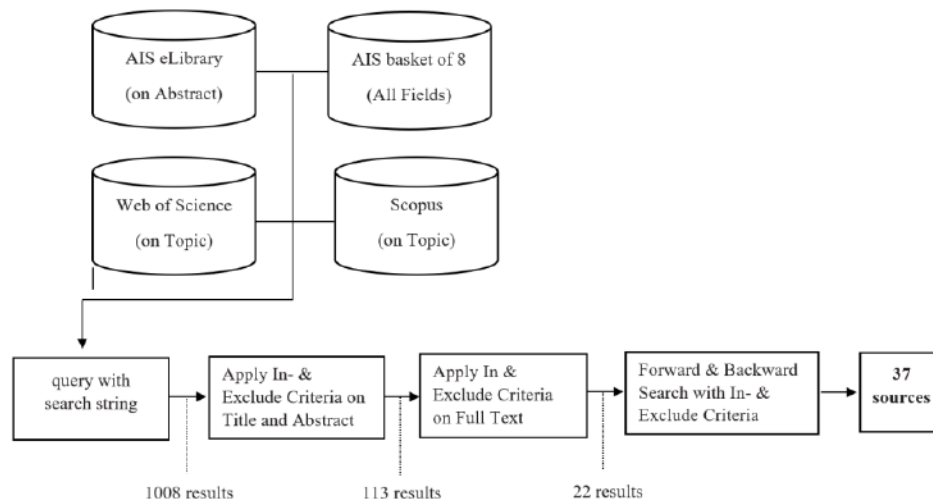 AIS eLibrary
(on Abstract)
AIS basket of 8
(All Fields)
Web of Science
(on Topic)
Scopus
(on Topic)
query with
search string
Apply In- &
Exclude Criteria on
Title and Abstract
Apply In &
Exclude Criteria
on Full Text
Forward & Backward
Search with In- &
Exclude Criteria
37
sources
1008 results
113 results
22 results